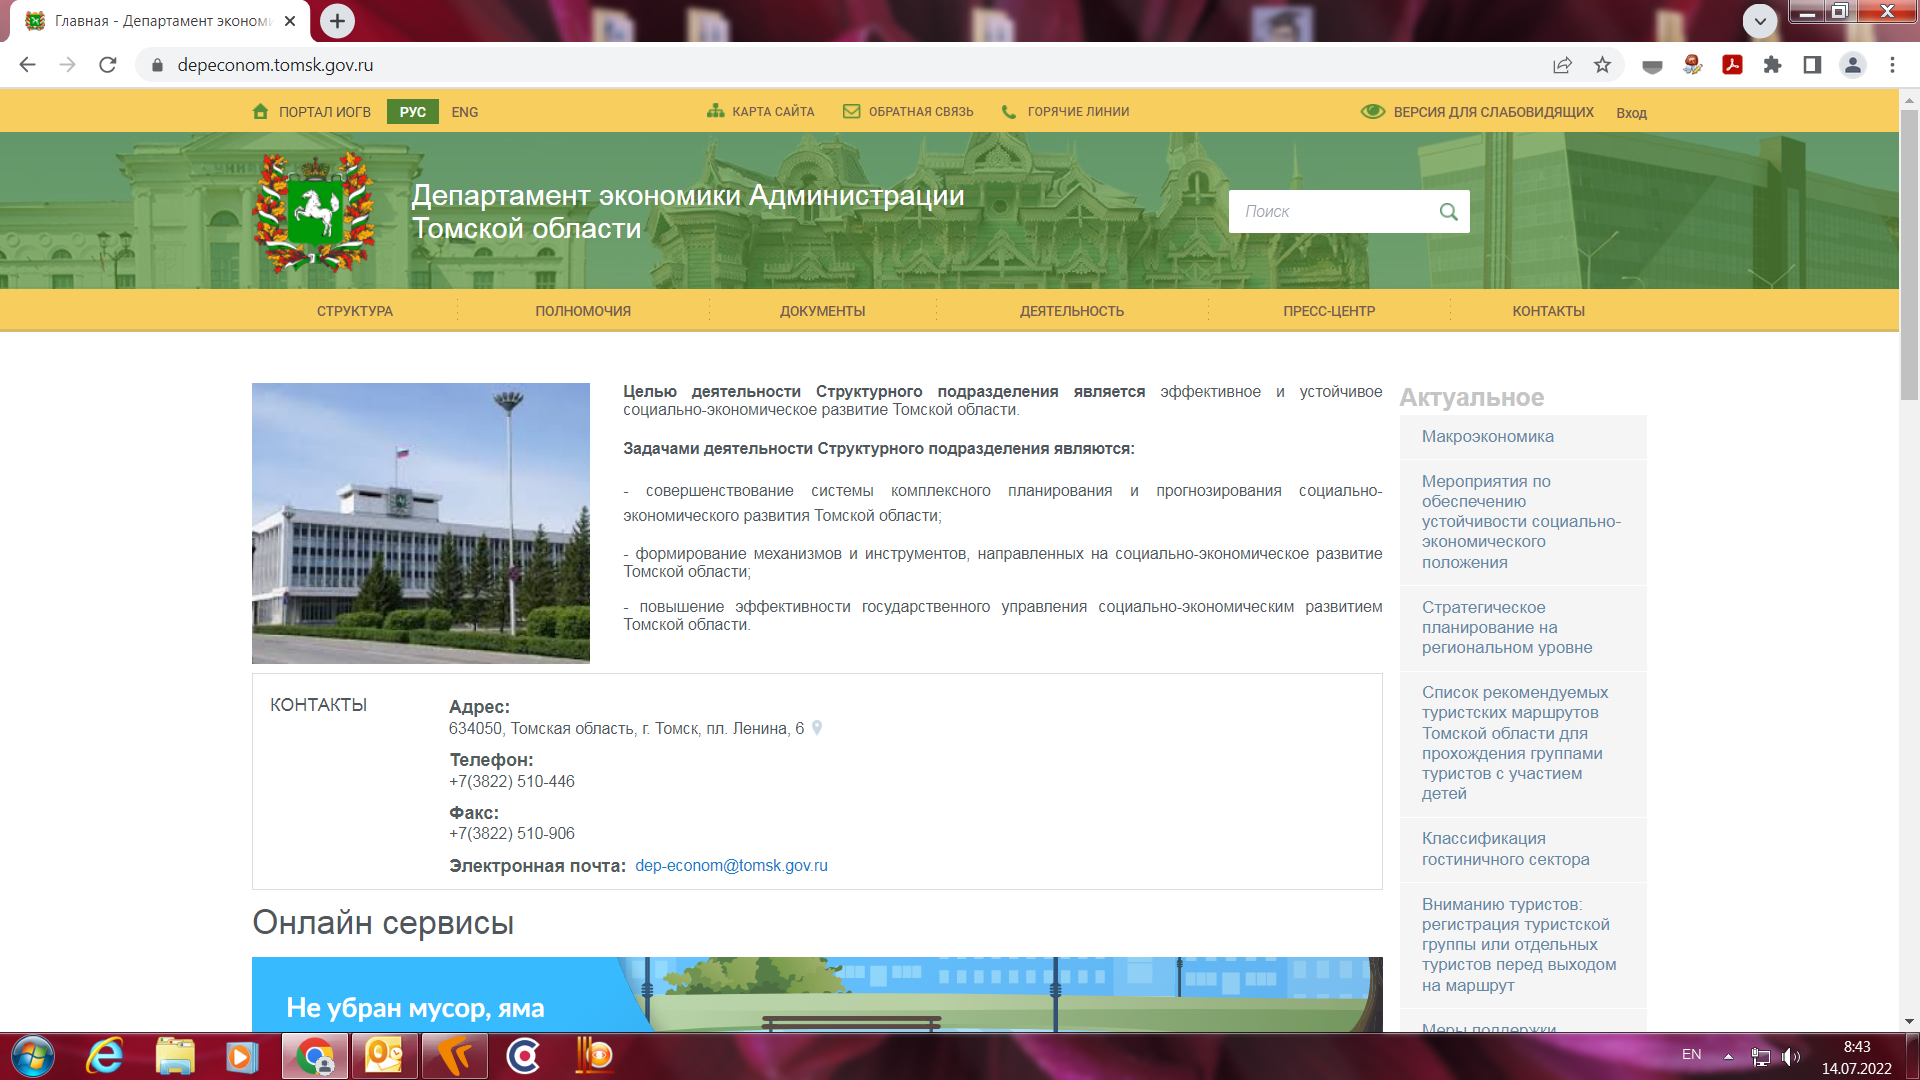 Главная - Департамент эконом
depeconom.tomsk.gov.ru
ПОРТАЛ ИОГВ
РУС
ENG
КАРТА САЙТА
ОБРАТНАЯ СВЯЗЬ
ГОРЯЧИЕ ЛИНИИ
ВЕРСИЯ ДЛЯ СЛАБОВИДЯЩИХ
Вход
Департамент экономики Администрации
Томской области
Поиск
СТРУКТУРА
ПОЛНОМОЧИЯ
ДОКУМЕНТЫ
ДЕЯТЕЛЬНОСТЬ
ПРЕСС-ЦЕНТР
КОНТАКТЫ
Целью деятельности Структурного подразделения является эффективное и устойчивое
социально-экономическое развитие Томской области.
Задачами деятельности Структурного подразделения являются:
- совершенствование системы комплексного планирования и прогнозирования социально-
экономического развития Томской области;
- формирование механизмов и инструментов, направленных на социально-экономическое развитие
Томской области;
- повышение эффективности государственного управления социально-экономическим развитием
Томской области.
КОНТАКТЫ
Адрес:
634050, Томская область, г. Томск, пл. Ленина, 6
Телефон:
+7(3822) 510-446
Факс:
+7(3822) 510-906
Электронная почта: dep-econom@tomsk.gov.ru
Онлайн сервисы
Не убран мусор, яма
Актуальное
Макроэкономика
Мероприятия по
обеспечению
устойчивости социально-
экономического
положения
Стратегическое
планирование на
региональном уровне
Список рекомендуемых
туристских маршрутов
Томской области для
прохождения группами
туристов с участием
детей
Классификация
гостиничного сектора
Вниманию туристов:
регистрация туристской
группы или отдельных
туристов перед выходом
на маршрут
Меры поддержки
EN
8:43
14.07.2022